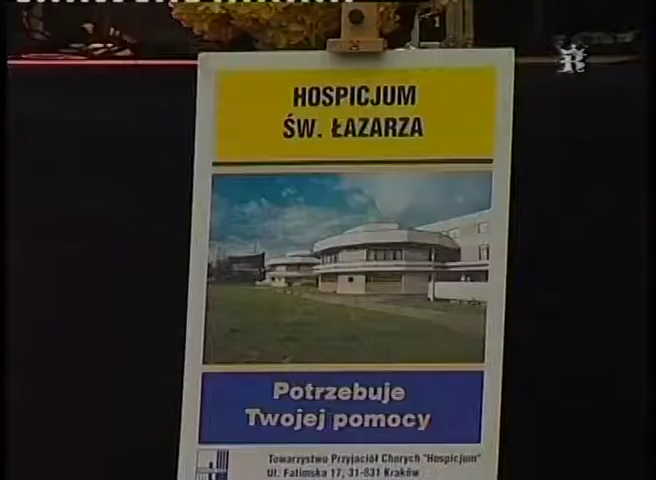 HOSPICJUM
ŚW. ŁAZARZA
Potrzebuje
Twojej pomocy
Towarzystwo Przyjaciół Chorych "Hospicjum"
Ul. Fatimska 17, 31-831 Kraków